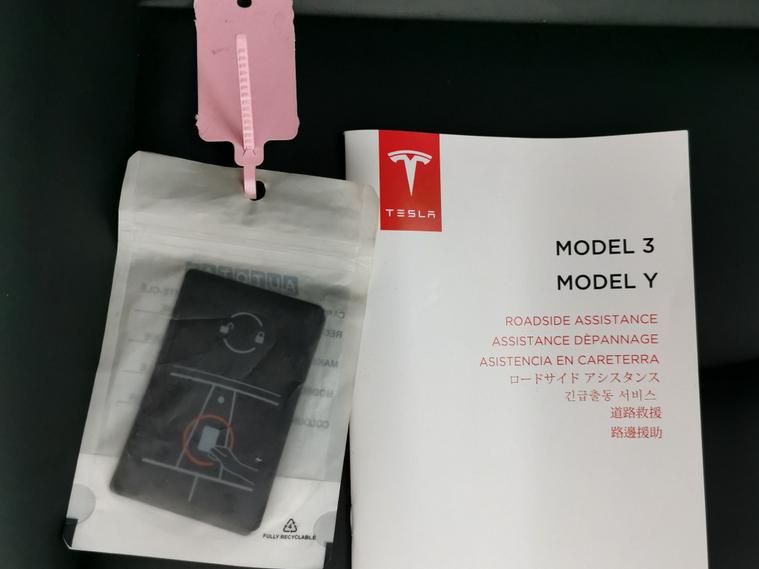 TESLA
MODEL 3
MODEL Y
ROADSIDE ASSISTANCE
ASSISTANCE DÈPANNAGE
ASISTENCIA EN CARETERRA
ロードサイド アシスタンス
긴급출동 서비스
道路救援
路邊援助
4
FULLY RECYCLABLE